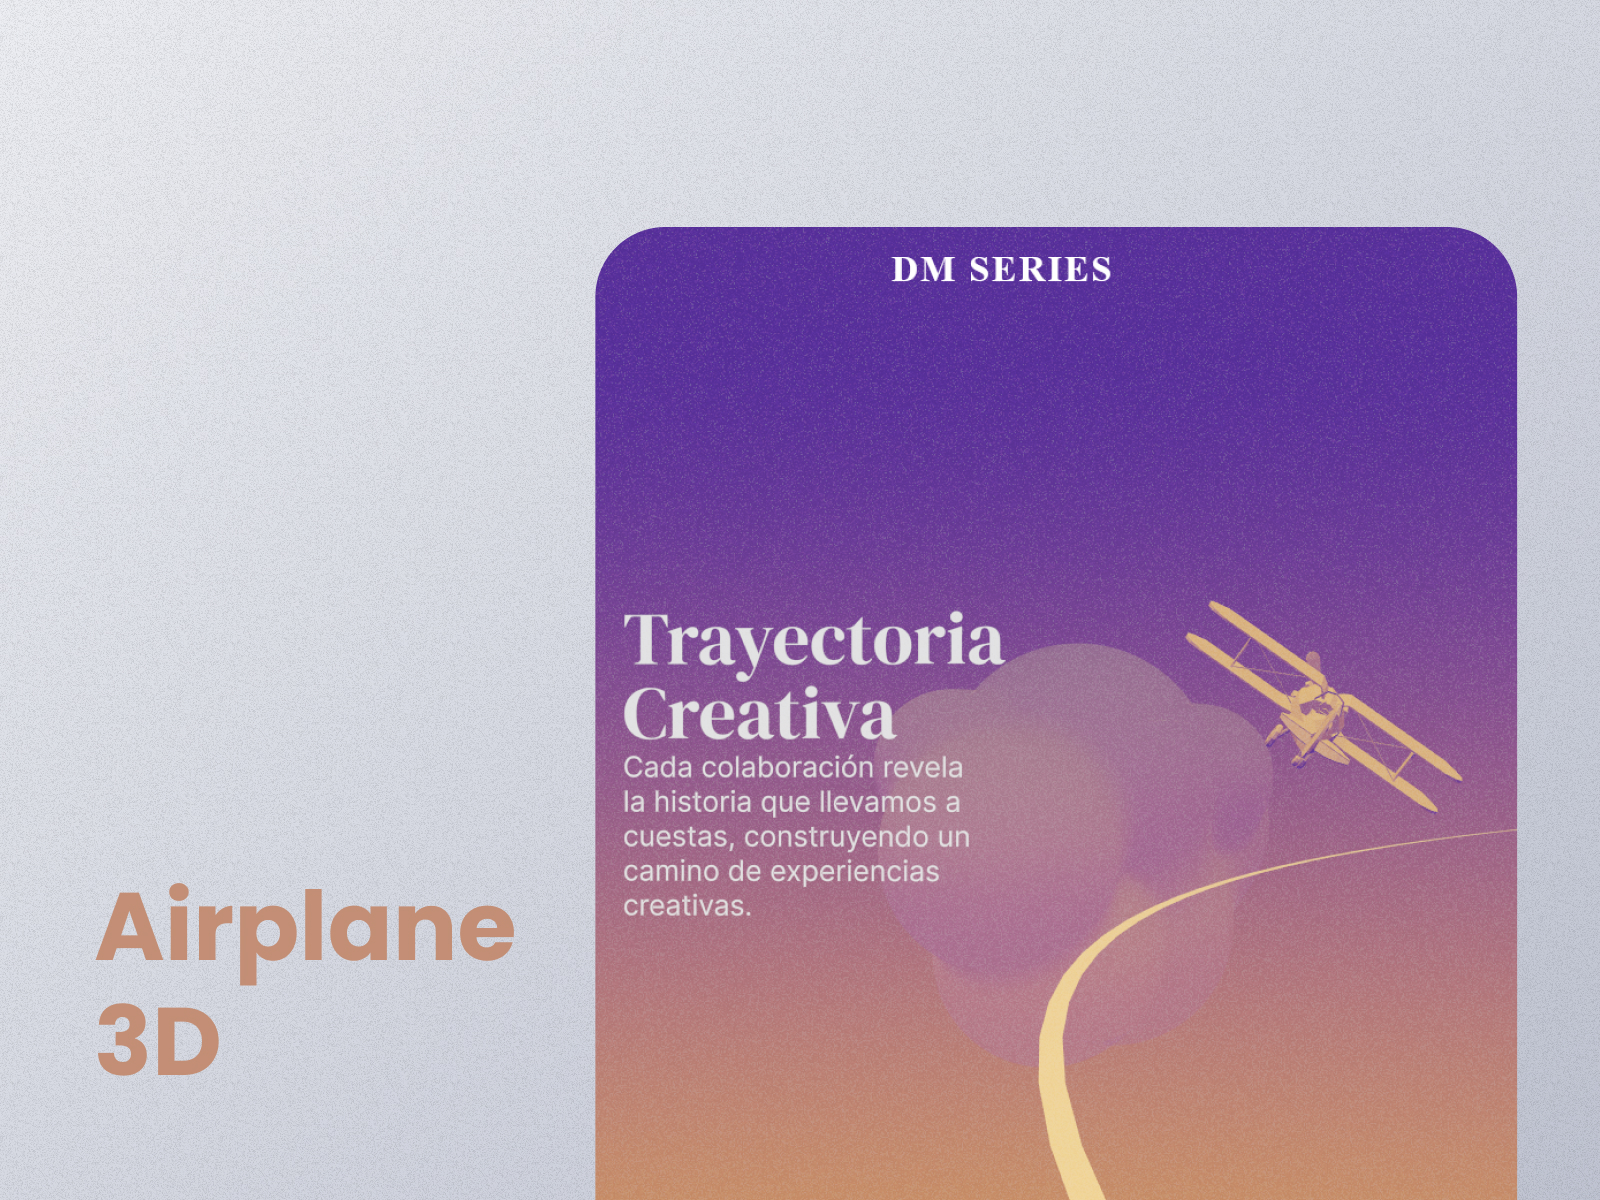 DM SERIES
Trayectoria
Creativa
Cada colaboración revela
la historia que llevamos a
cuestas, construyendo un
camino de experiencias
creativas.
Airplane
3D